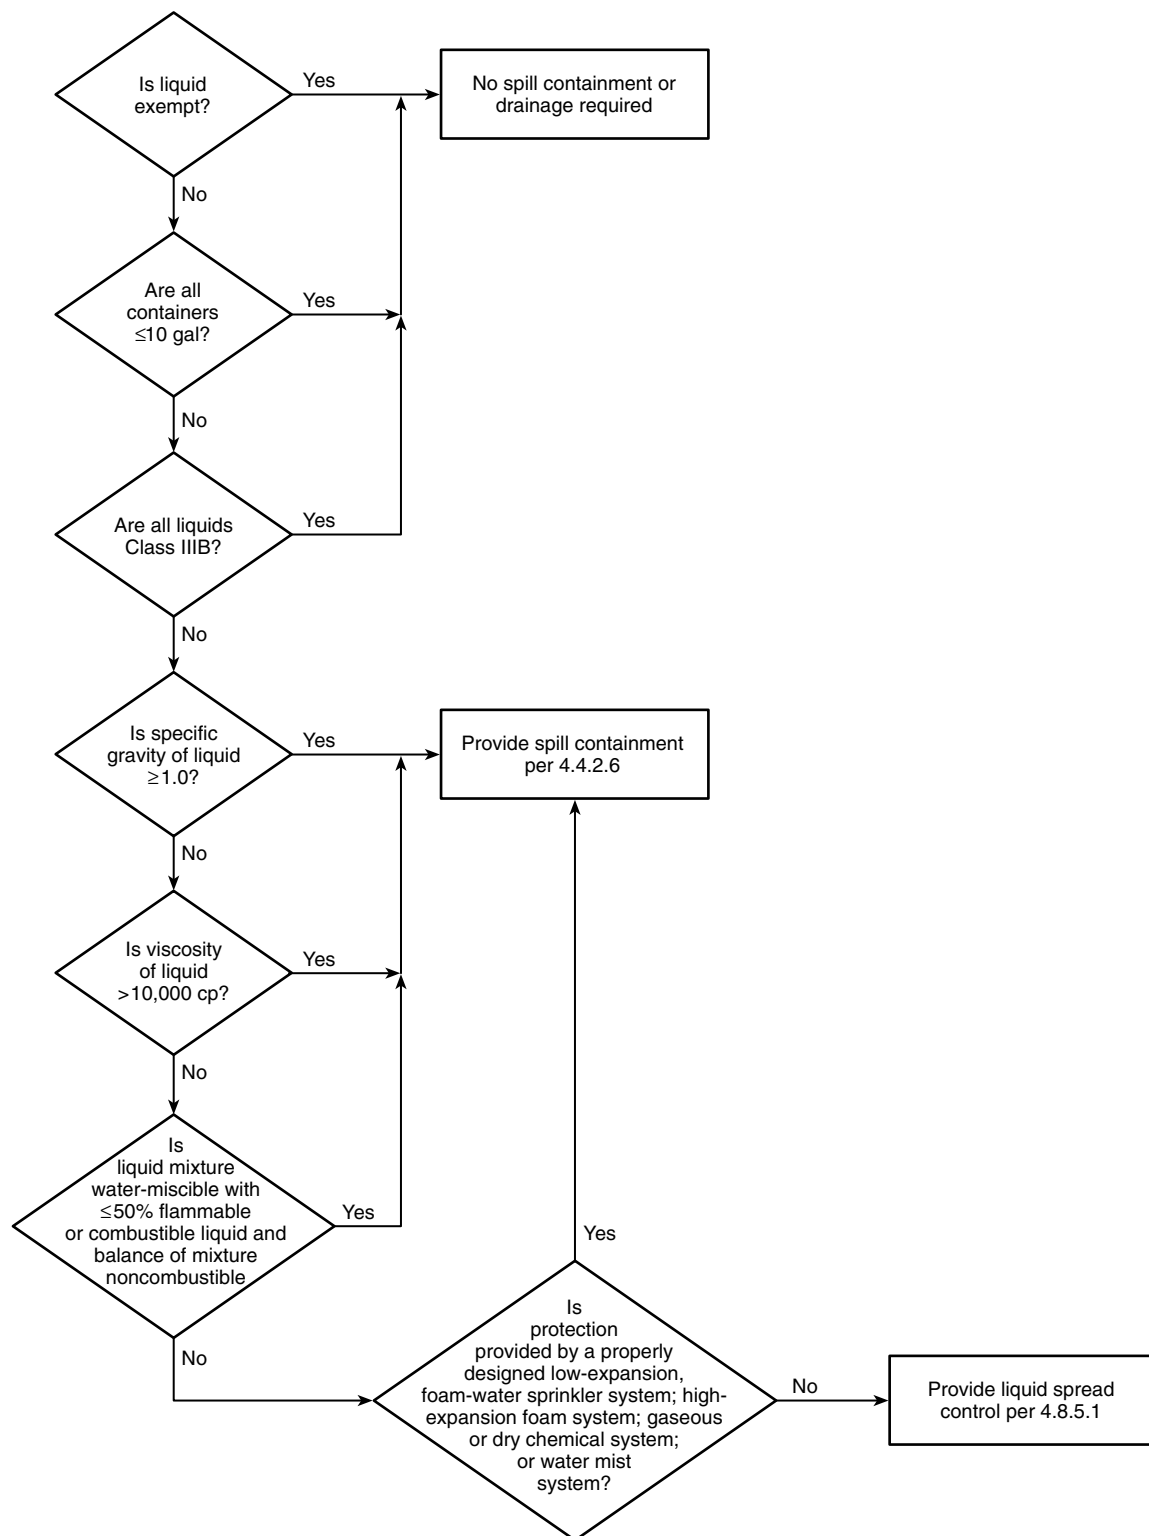 Is liquid
exempt?
Yes
No spill containment or
drainage required
No
Are all
containers
≤10 gal?
Yes
No
Are all liquids
Class IIIB?
Yes
No
Is specific
gravity of liquid
≥1.0?
Yes
Provide spill containment
per 4.4.2.6
No
Is viscosity
of liquid
>10,000 cp?
Yes
No
Is
liquid mixture
water-miscible with
≤50% flammable
or combustible liquid and
balance of mixture
noncombustible
Yes
No
Yes
Is
protection
provided by a properly
designed low-expansion,
foam-water sprinkler system; high-
expansion foam system; gaseous
or dry chemical system;
or water mist
system?
No
Provide liquid spread
control per 4.8.5.1